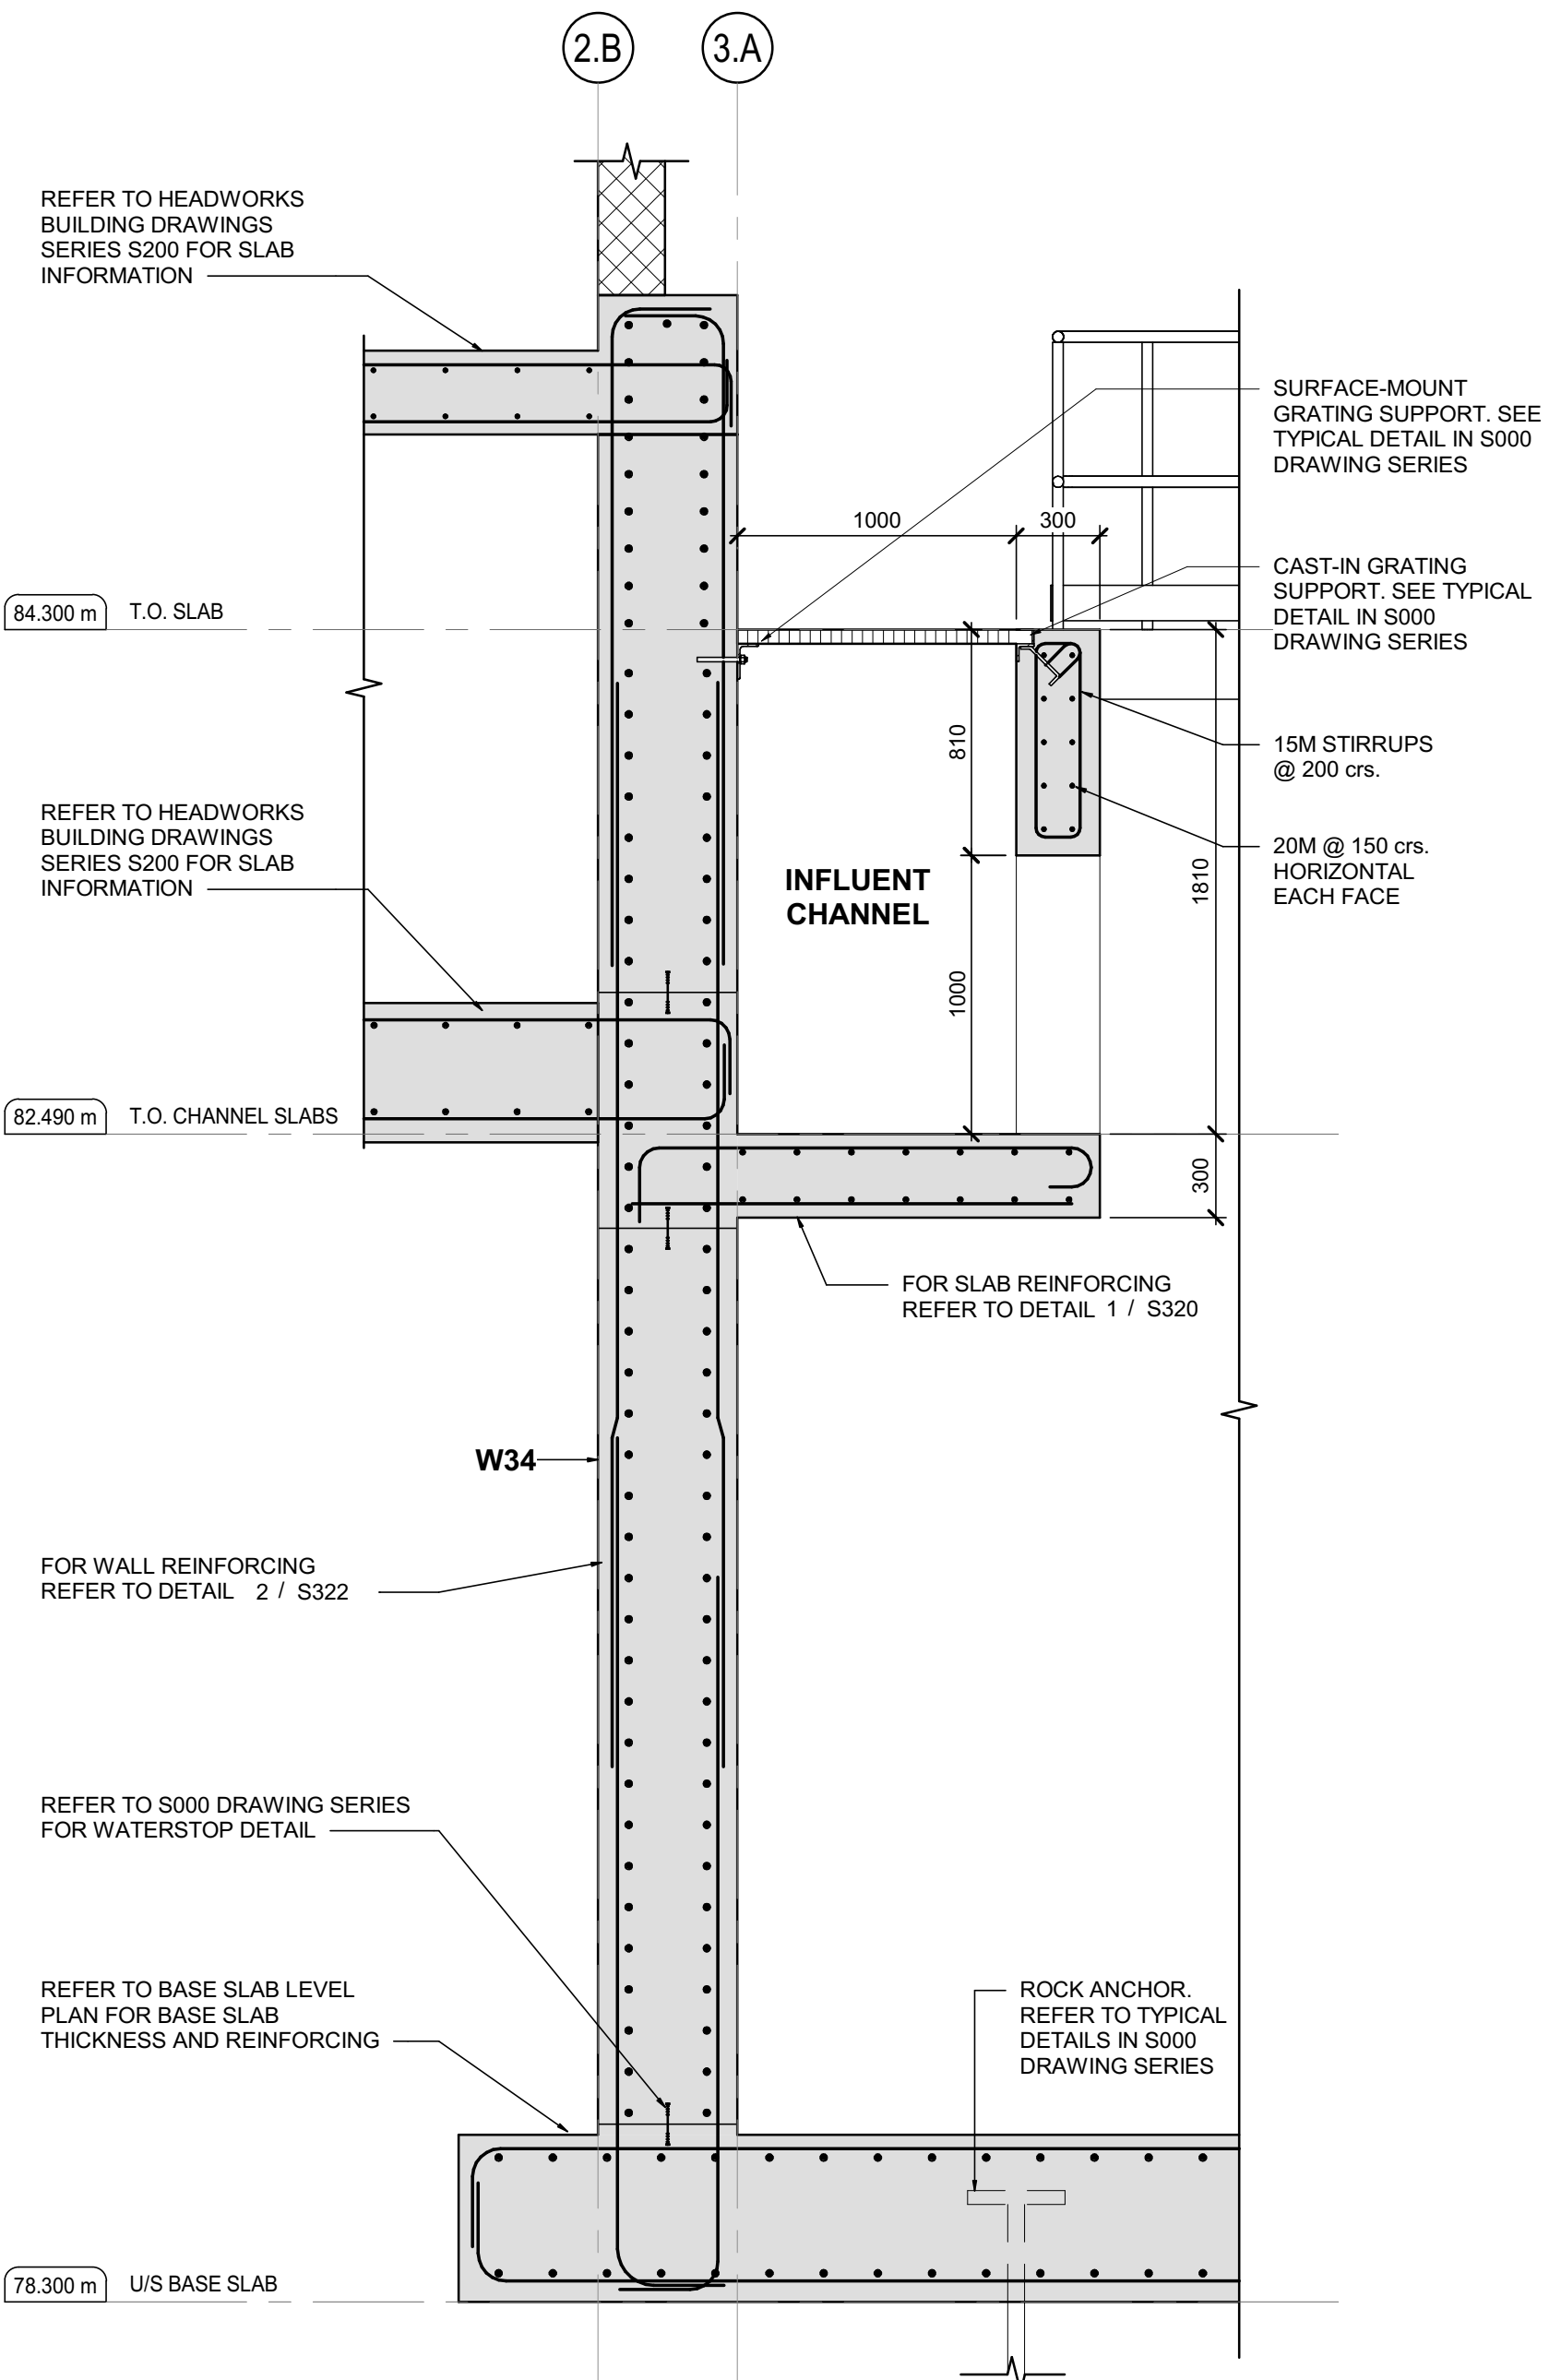 2.B
3.A
REFER TO HEADWORKS
BUILDING DRAWINGS
SERIES S200 FOR SLAB
INFORMATION
SURFACE-MOUNT
GRATING SUPPORT. SEE
TYPICAL DETAIL IN S000
DRAWING SERIES
1000
300
CAST-IN GRATING
SUPPORT. SEE TYPICAL
DETAIL IN S000
DRAWING SERIES
84.300 m
T.O. SLAB
810
15M STIRRUPS
@ 200 crs.
REFER TO HEADWORKS
BUILDING DRAWINGS
SERIES S200 FOR SLAB
INFORMATION
20M @ 150 crs.
HORIZONTAL
EACH FACE
1810
INFLUENT
CHANNEL
1000
82.490 m
T.O. CHANNEL SLABS
300
FOR SLAB REINFORCING
REFER TO DETAIL 1 / S320
W34
FOR WALL REINFORCING
REFER TO DETAIL 2 / S322
REFER TO S000 DRAWING SERIES
FOR WATERSTOP DETAIL
REFER TO BASE SLAB LEVEL
PLAN FOR BASE SLAB
THICKNESS AND REINFORCING
ROCK ANCHOR.
REFER TO TYPICAL
DETAILS IN S000
DRAWING SERIES
78.300 m
U/S BASE SLAB